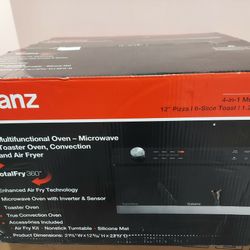 anz
4-in-1
12" Pizza / 6-Slice Toast / 1.
Multifunctional Oven – Microwave
Toaster Oven, Convection
and Air Fryer
TotalFry 360°
Enhanced Air Fry Technology
Microwave Oven with Inverter & Sensor
Toaster Oven
True Convection Oven
Accessories Included:
Air Fry Kit - Nonstick Turntable - Silicone Mat
Product Dimensions: